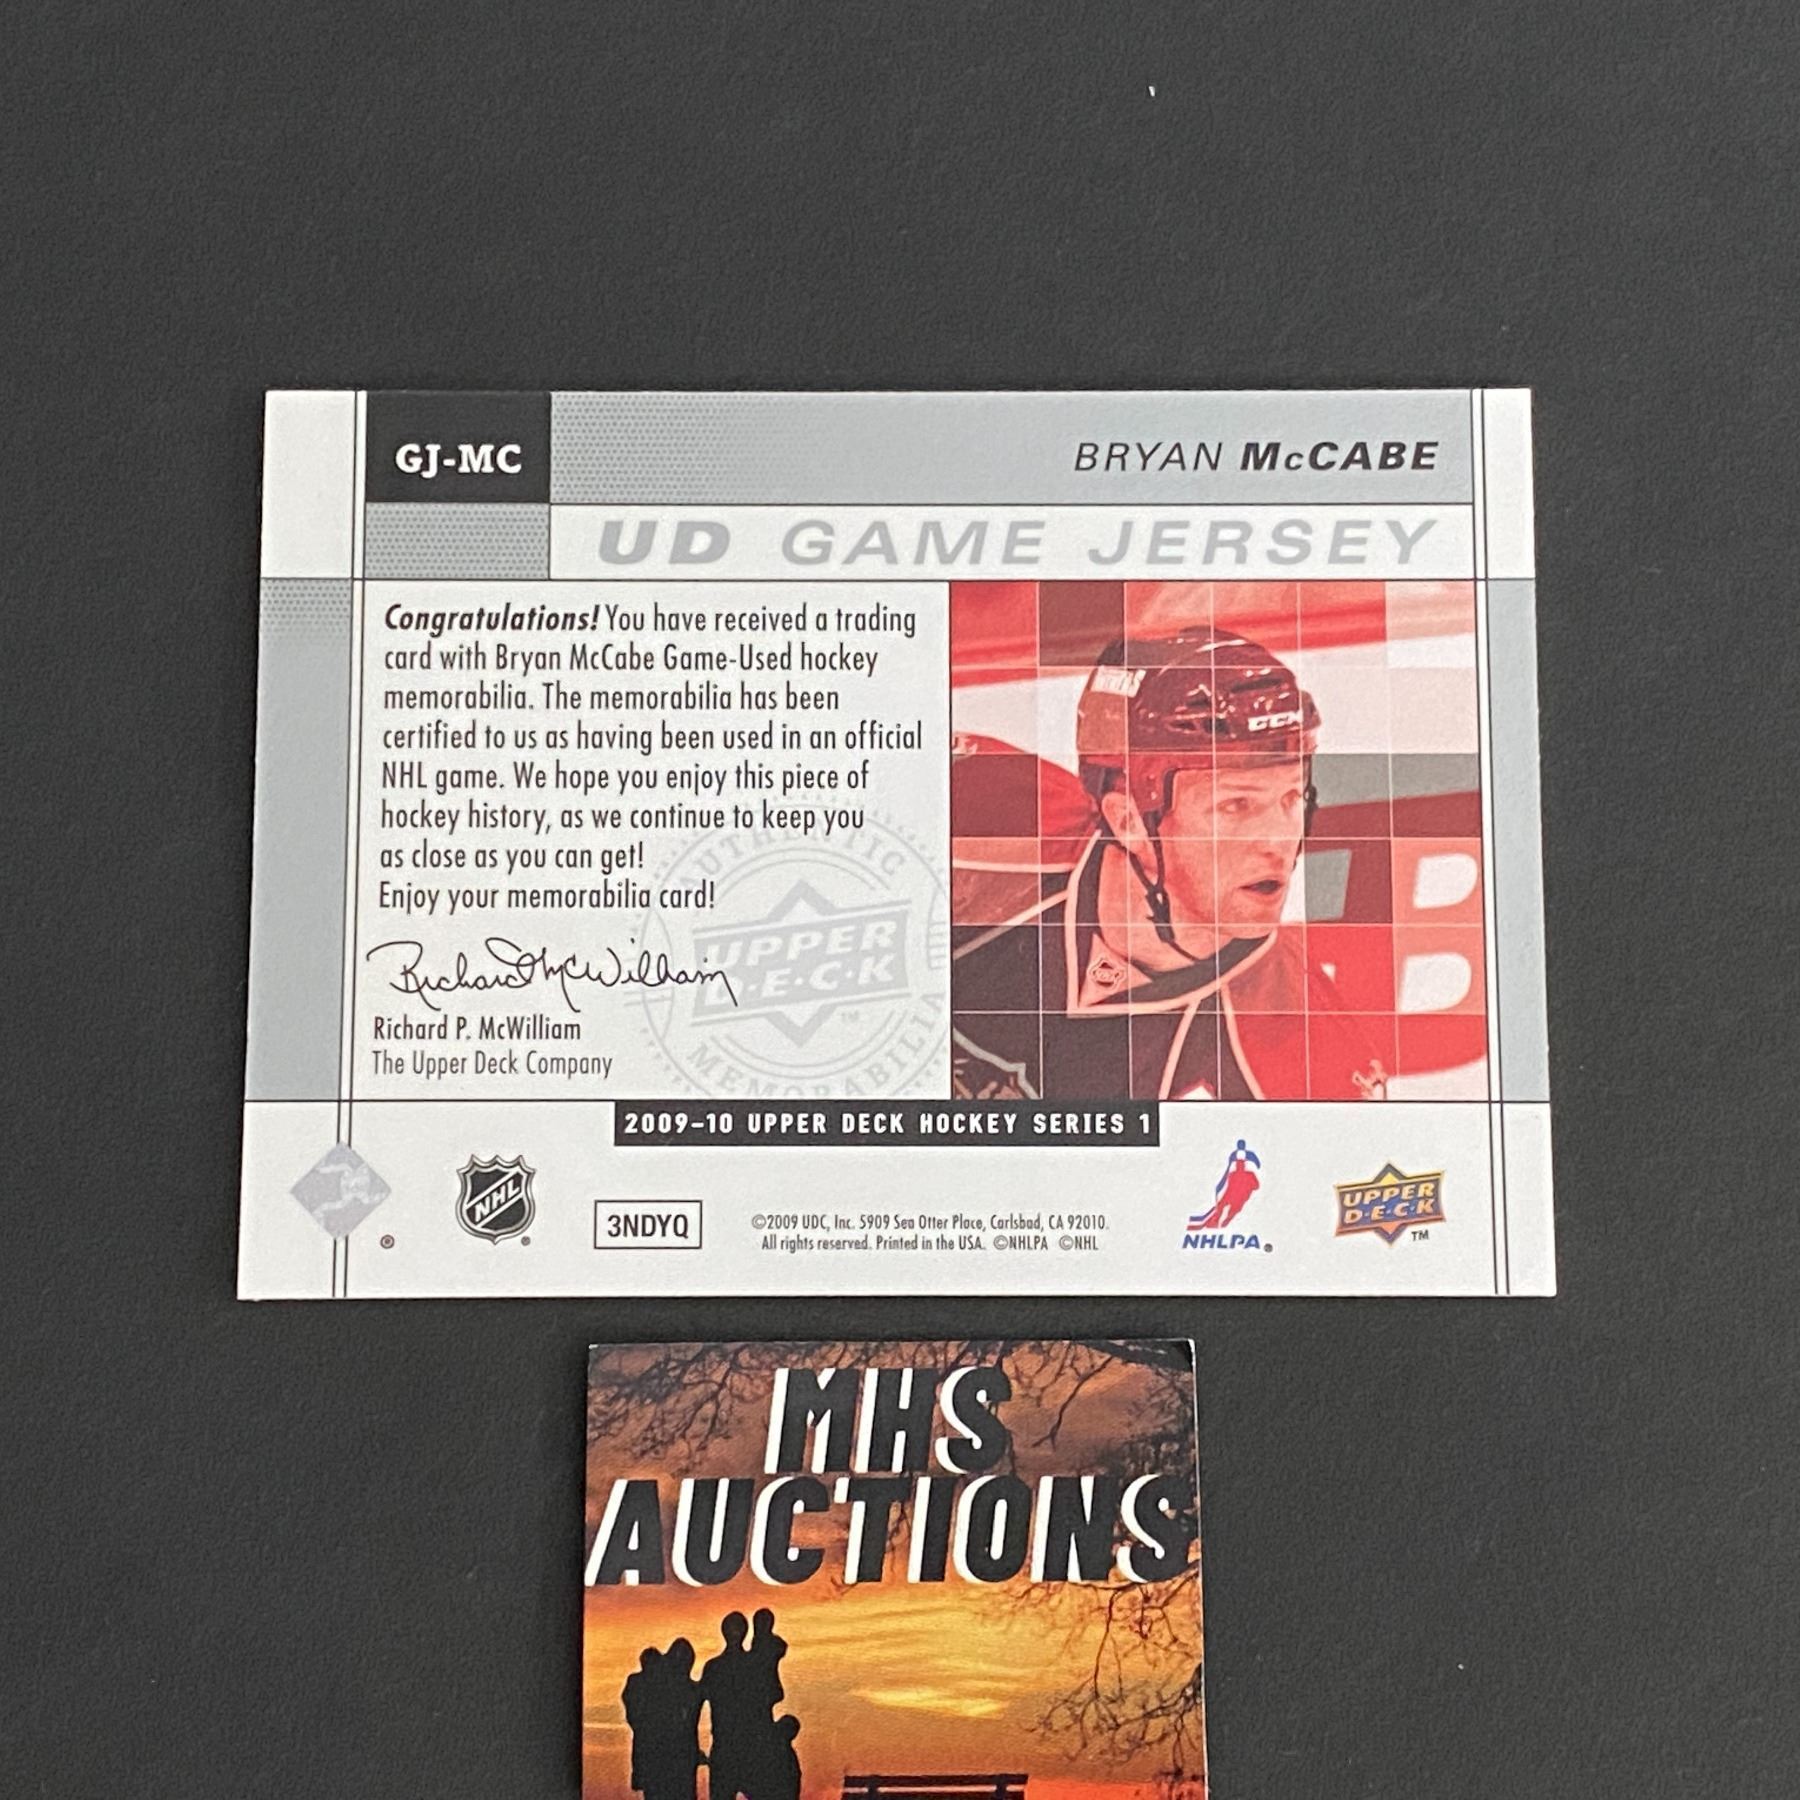 GJ-MC
BRYAN McCABE
UD GAME JERSEY
Congratulations! You have received a trading
card with Bryan McCabe Game-Used hockey
memorabilia. The memorabilia has been
certified to us as having been used in an official
NHL game. We hope you enjoy this piece of
hockey history, as we continue to keep you
as close as you can get!
Enjoy your memorabilia card!
AUTHENTIC
UPPER
D·E·C·K
TM
MEMORABILIA
Richard McWilliam
Richard P. McWilliam
The Upper Deck Company
CCM
2009-10 UPPER DECK HOCKEY SERIES 1
®
NHL
®
3NDYQ
©2009 UDC, Inc. 5909 Sea Otter Place, Carlsbad, CA 92010.
All rights reserved. Printed in the USA. ©NHLPA ©NHL
NHLPA®
UPPER
D·E·C·K
TM
MHS
AUCTIONS